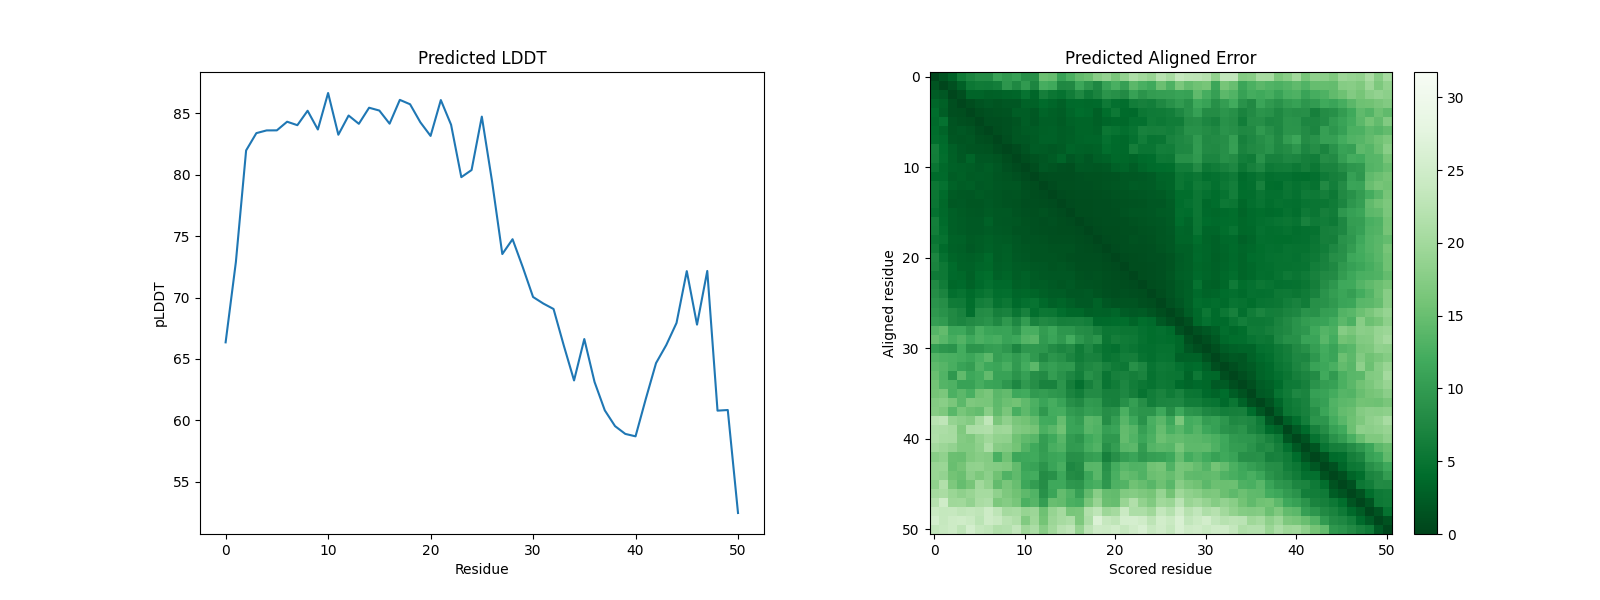 Predicted LDDT
pLDDT
85
80
75
70
65
60
55
0 10 20 30 40 50
Residue
Predicted Aligned Error
Aligned residue
0
10
20
30
40
50
0 10 20 30 40 50
Scored residue
30
25
20
15
10
5
0